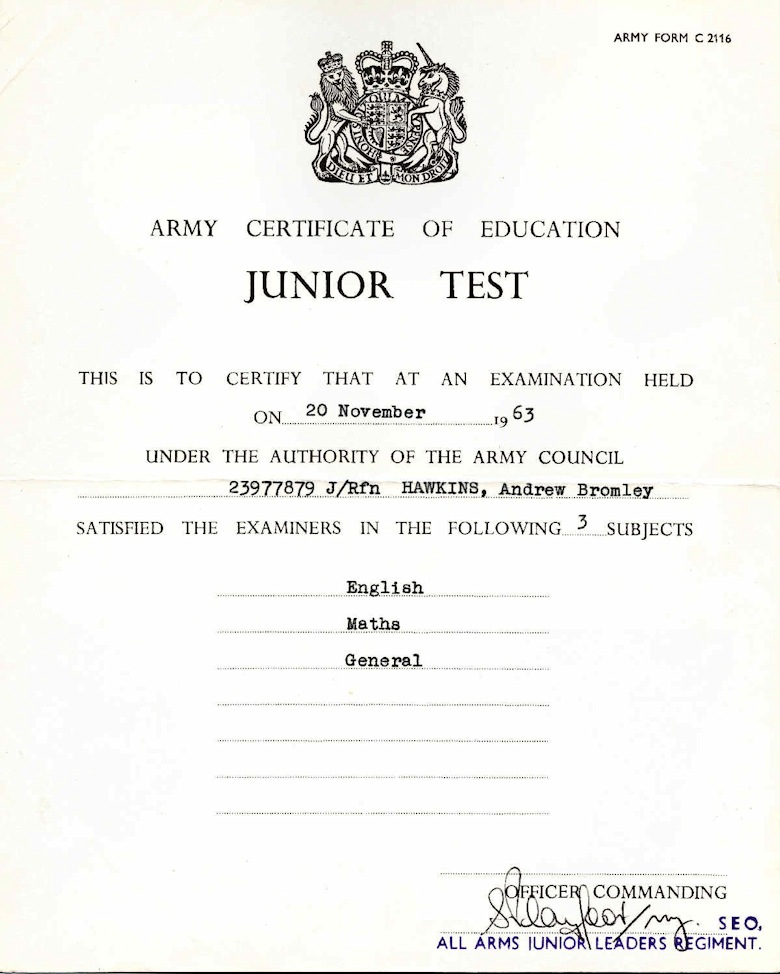 ARMY FORM C 2116
DIEU ET MON DROIT
ARMY CERTIFICATE OF EDUCATION
JUNIOR TEST
THIS IS TO CERTIFY THAT AT AN EXAMINATION HELD
ON 20 November 1963
UNDER THE AUTHORITY OF THE ARMY COUNCIL
23977879 J/Rfn HAWKINS, Andrew Bromley
SATISFIED THE EXAMINERS IN THE FOLLOWING 3 SUBJECTS
English
Maths
General
OFFICER COMMANDING
SEO,
ALL ARMS JUNIOR LEADERS REGIMENT.